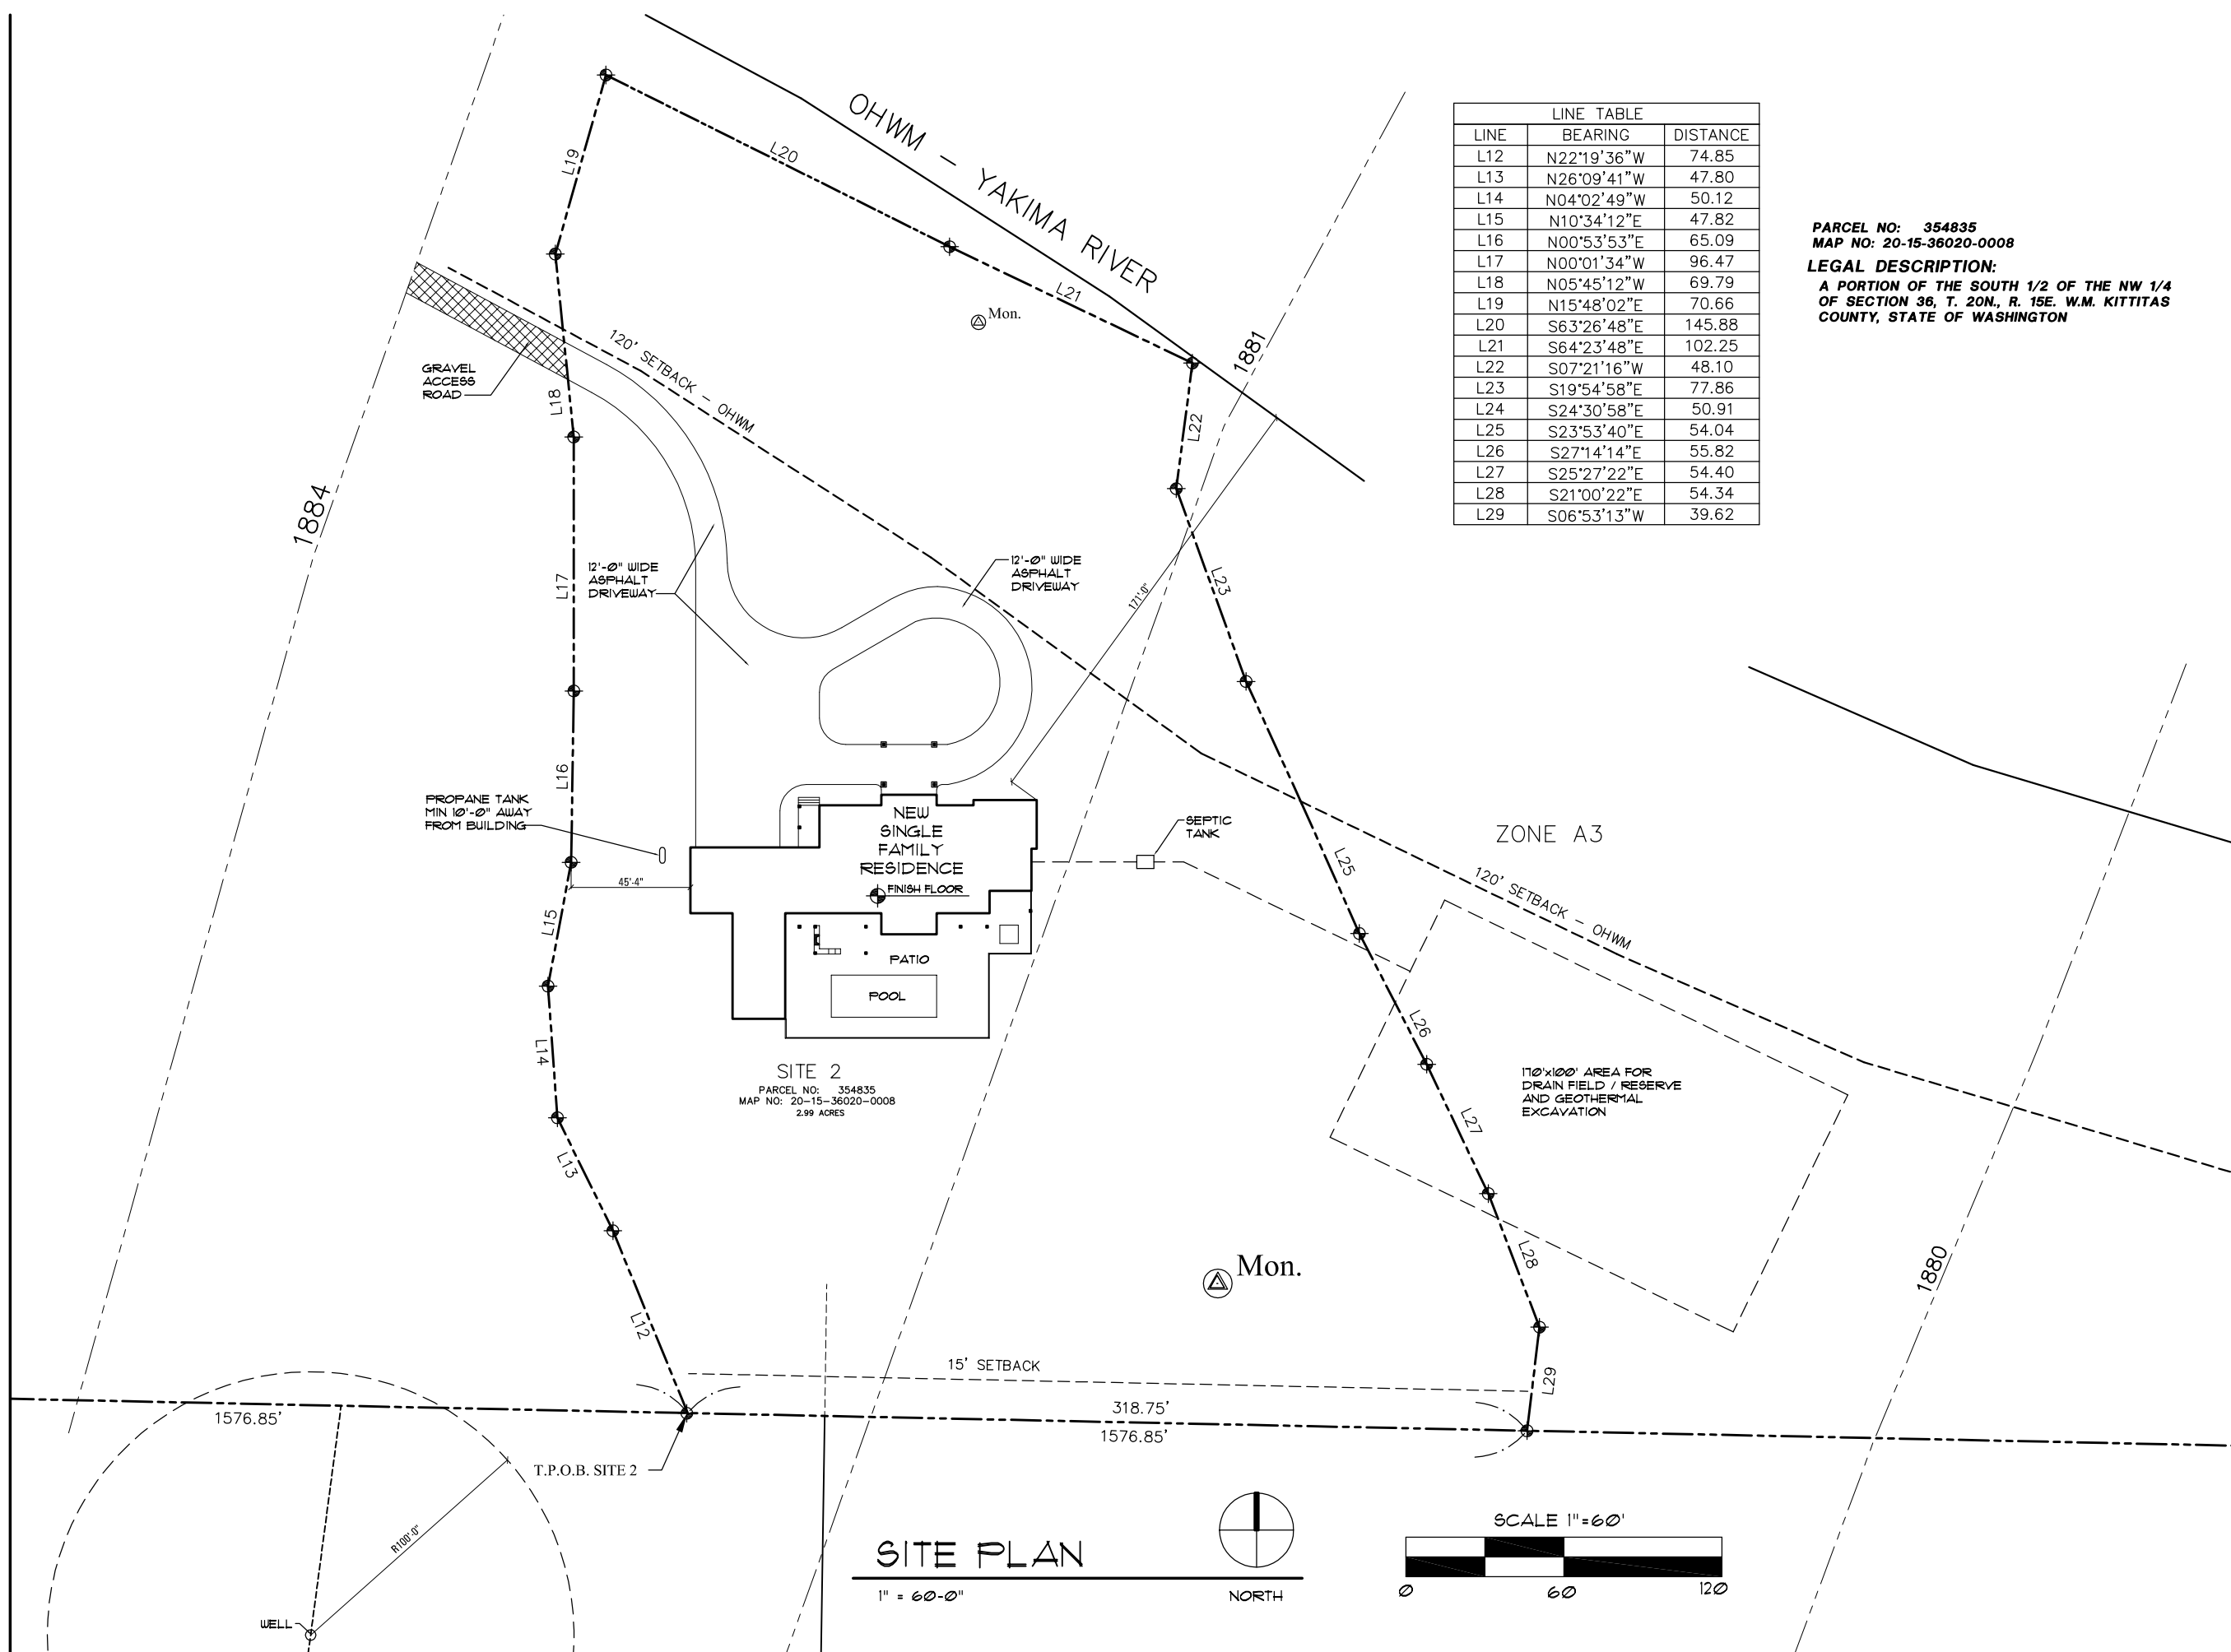 OHWM - YAKIMA RIVER
LINE TABLE
LINE BEARING DISTANCE
L12 N22°19'36"W 74.85
L13 N26°09'41"W 47.80
L14 N04°02'49"W 50.12
L15 N10°34'12"E 47.82
L16 N00°53'53"E 65.09
L17 N00°01'34"W 96.47
L18 N05°45'12"W 69.79
L19 N15°48'02"E 70.66
L20 S63°26'48"E 145.88
L21 S64°23'48"E 102.25
L22 S07°21'16"W 48.10
L23 S19°54'58"E 77.86
L24 S24°30'58"E 50.91
L25 S23°53'40"E 54.04
L26 S27°14'14"E 55.82
L27 S25°27'22"E 54.40
L28 S21°00'22"E 54.34
L29 S06°53'13"W 39.62
PARCEL NO: 354835
MAP NO: 20-15-36020-0008
LEGAL DESCRIPTION:
A PORTION OF THE SOUTH 1/2 OF THE NW 1/4
OF SECTION 36, T. 20N., R. 15E. W.M. KITTITAS
COUNTY, STATE OF WASHINGTON
L19
L20
L21
Mon.
1881
120' SETBACK - OHWM
GRAVEL
ACCESS
ROAD
L18
L22
1884
12'-0" WIDE
ASPHALT
DRIVEWAY
12'-0" WIDE
ASPHALT
DRIVEWAY
L17
171'-0"
L23
L16
PROPANE TANK
MIN 10'-0" AWAY
FROM BUILDING
NEW
SINGLE
FAMILY
RESIDENCE
FINISH FLOOR
SEPTIC
TANK
ZONE A3
L25
120' SETBACK - OHWM
45'-4"
L15
PATIO
POOL
L14
L26
SITE 2
PARCEL NO: 354835
MAP NO: 20-15-36020-0008
2.99 ACRES
170'x100' AREA FOR
DRAIN FIELD / RESERVE
AND GEOTHERMAL
EXCAVATION
L27
L13
Mon.
L28
1880
L12
15' SETBACK
L29
1576.85'
318.75'
1576.85'
T.P.O.B. SITE 2
R100'-0"
WELL
SITE PLAN
1" = 60-0"
NORTH
SCALE 1"=60'
0 60 120